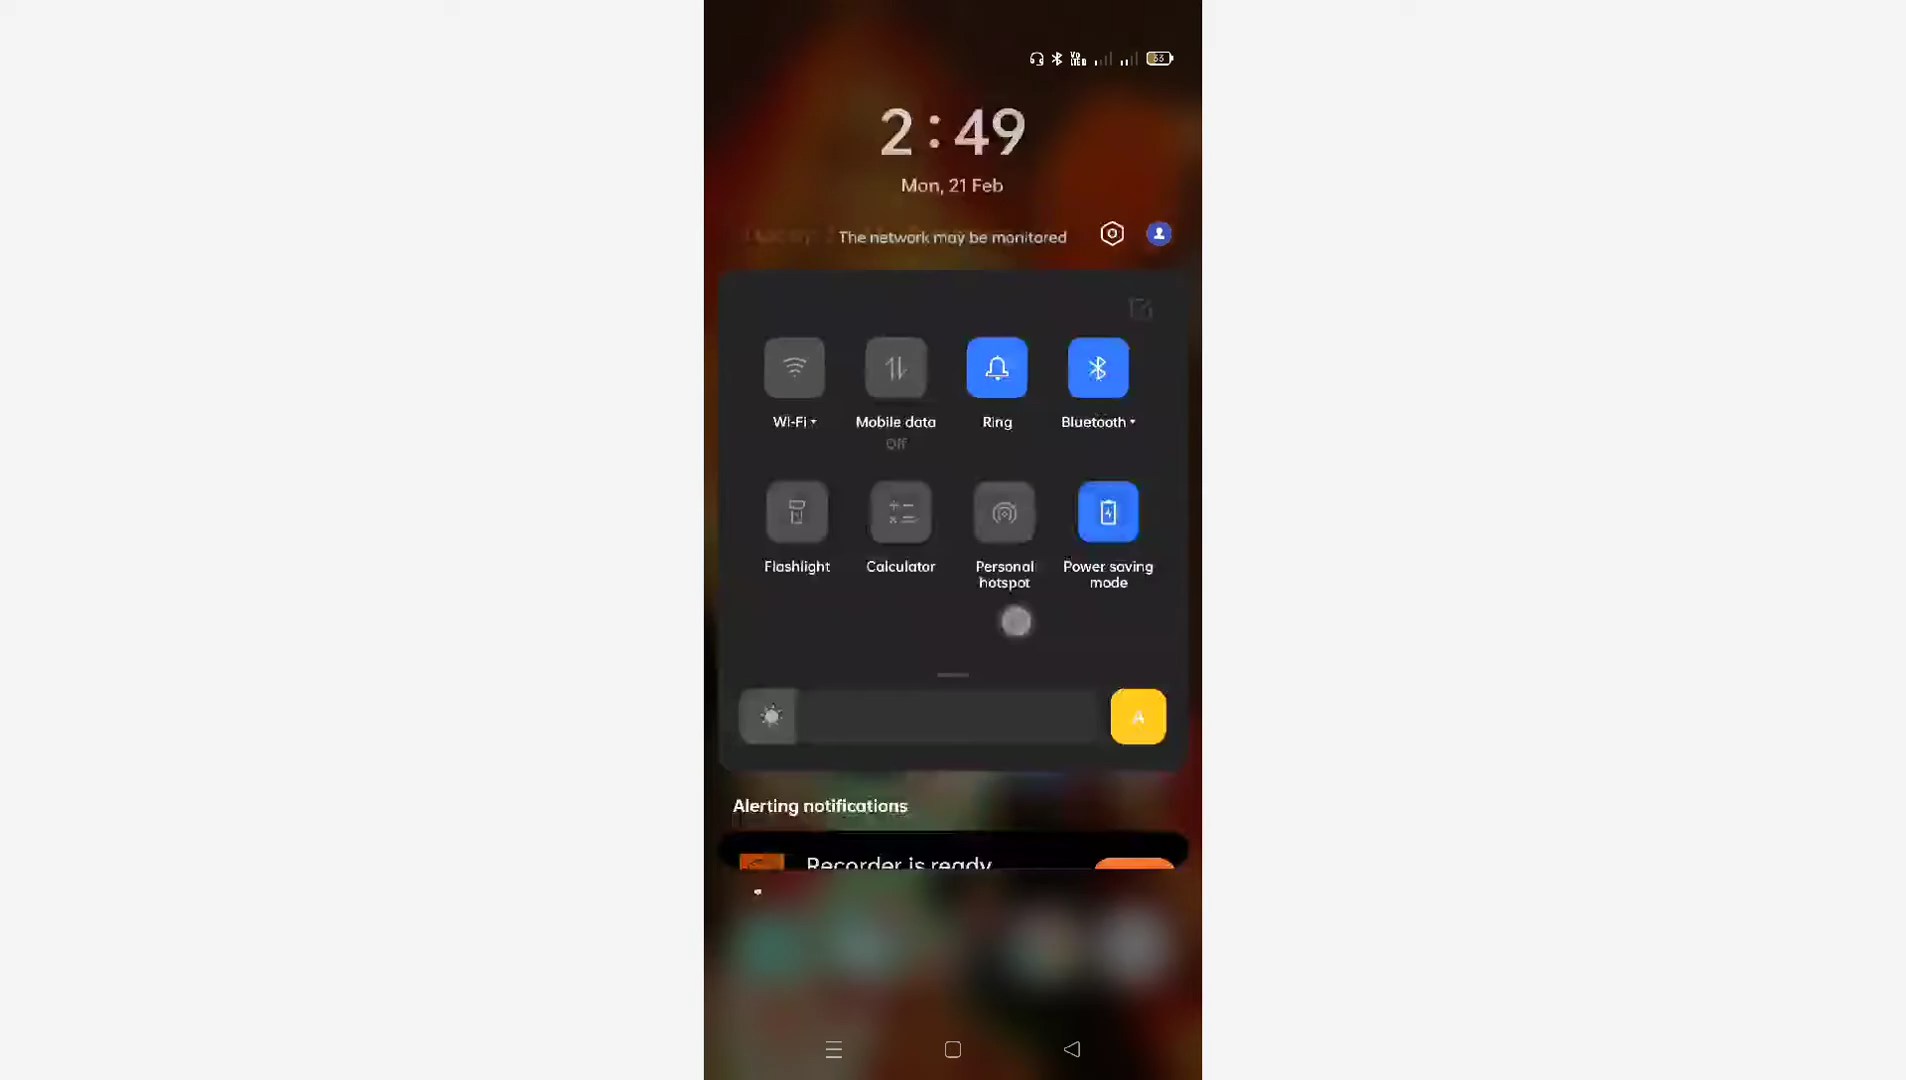 2:49
Mon, 21 Feb
The network may be monitored
Wi-Fi
Mobile data
Off
Ring
Bluetooth
Flashlight
Calculator
Personal hotspot
Power saving mode
A
Alerting notifications
Recorder is ready